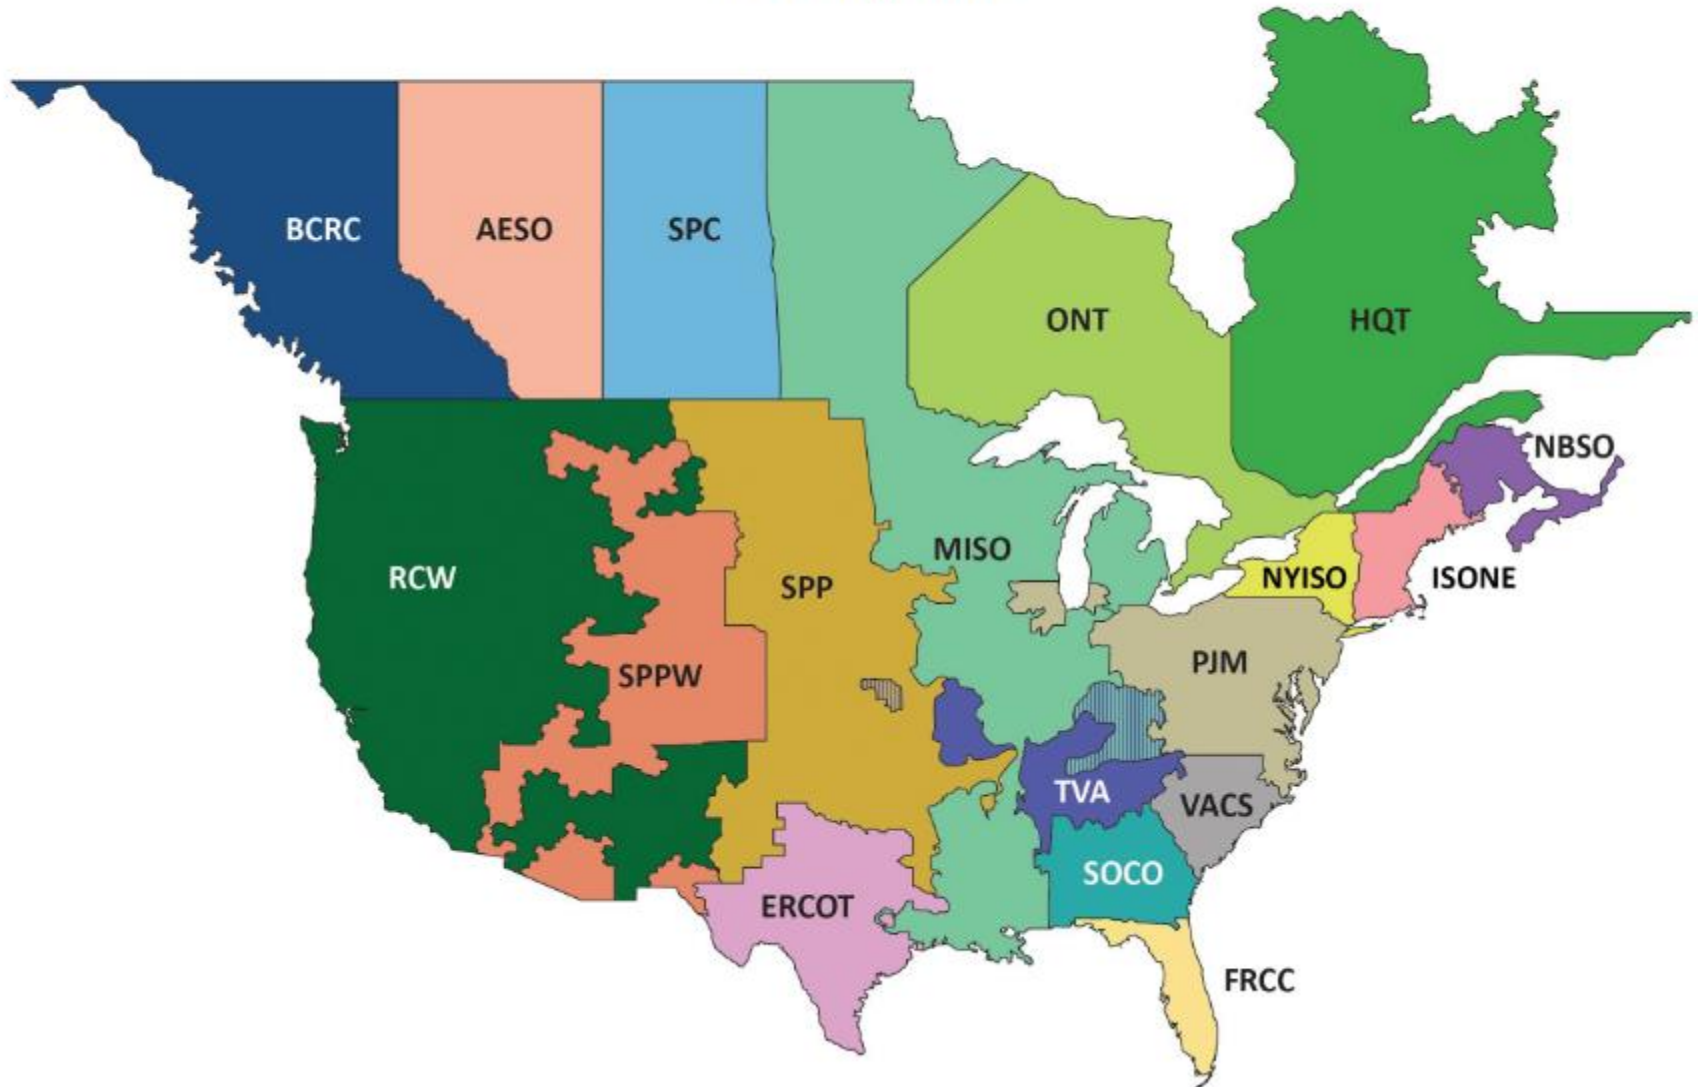 BCRC
AESO
SPC
ONT
HQT
NBSO
MISO
RCW
SPP
NYISO
ISONE
SPPW
PJM
TVA
VACS
SOCO
ERCOT
FRCC